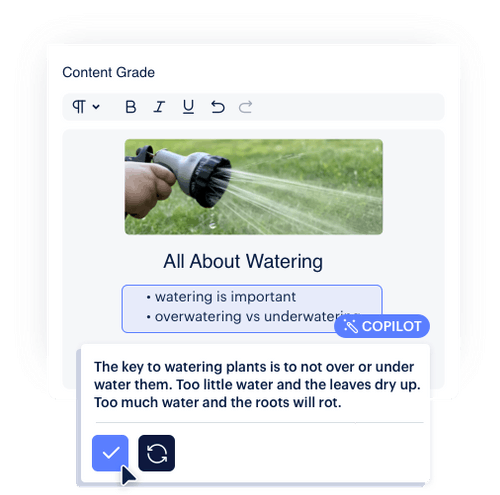 Content Grade
¶ B I U
All About Watering
• watering is important
• overwatering vs underwatering
COPILOT
The key to watering plants is to not over or under
water them. Too little water and the leaves dry up.
Too much water and the roots will rot.